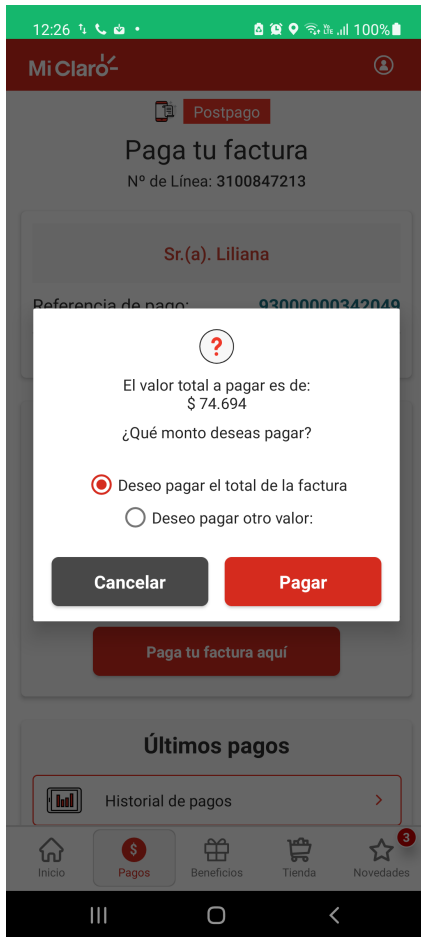 12:26
100%
Mi Claro
Postpago
Paga tu factura
Nº de Línea: 3100847213
Sr.(a). Liliana
Referencia de pago: 93000000342049
?
El valor total a pagar es de:
$ 74.694
¿Qué monto deseas pagar?
Deseo pagar el total de la factura
Deseo pagar otro valor:
Cancelar
Pagar
Paga tu factura aquí
Últimos pagos
Historial de pagos
3
$
Inicio
Pagos
Beneficios
Tienda
Novedades